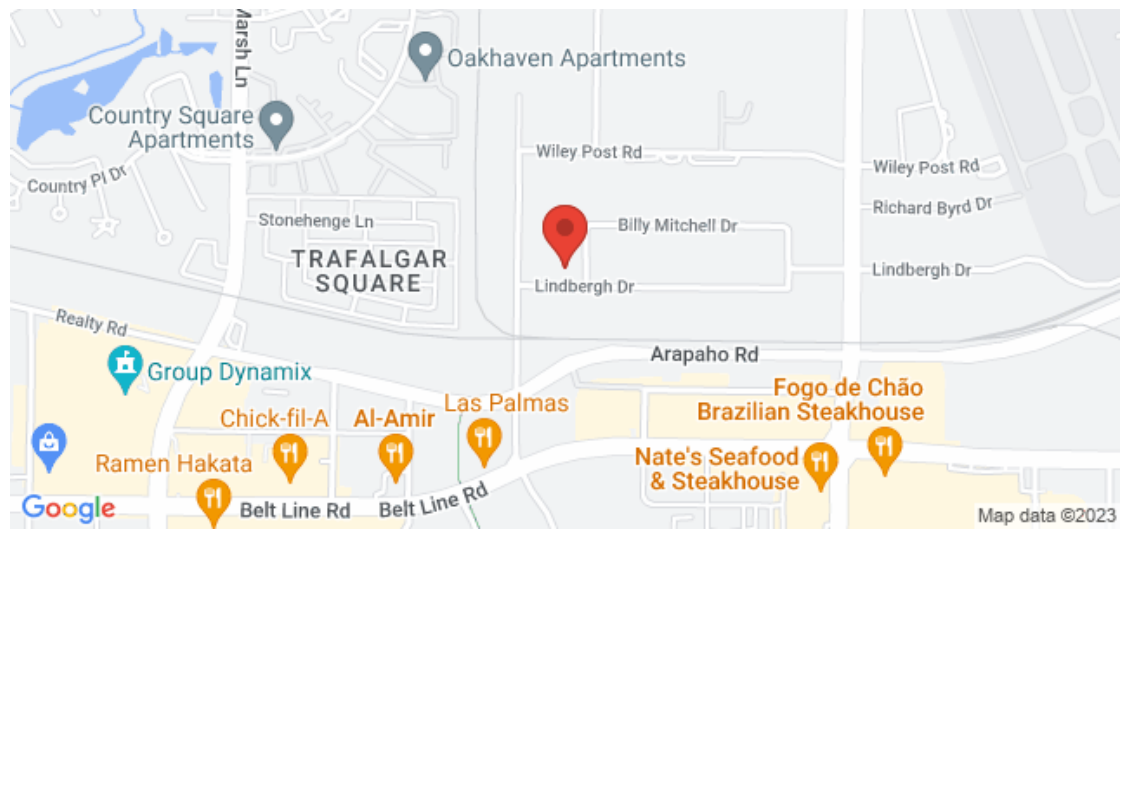 Marsh Ln
Oakhaven Apartments
Country Square
Apartments
Wiley Post Rd
Wiley Post Rd
Country Pl Dr
Richard Byrd Dr
Stonehenge Ln
Billy Mitchell Dr
TRAFALGAR
SQUARE
Lindbergh Dr
Lindbergh Dr
Realty Rd
Arapaho Rd
Group Dynamix
Fogo de Chão
Brazilian Steakhouse
Las Palmas
Chick-fil-A
Al-Amir
Nate's Seafood
& Steakhouse
Ramen Hakata
Belt Line Rd
Belt Line Rd
Google
Map data ©2023